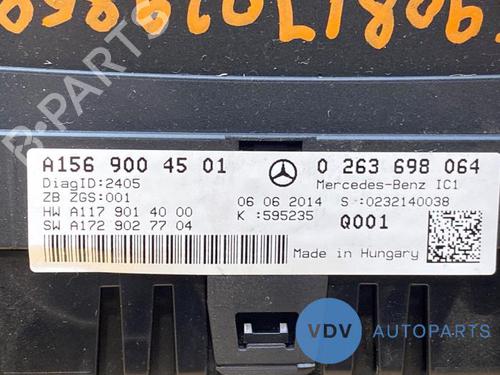 A156 900 45 01
0 263 698 064
DiagID:2405
Mercedes-Benz IC1
ZB ZGS:001
06 06 2014 S :0232140038
HW A117 901 40 00
K :595235
Q001
SW A172 902 77 04
Made in Hungary
VDV AUTOPARTS